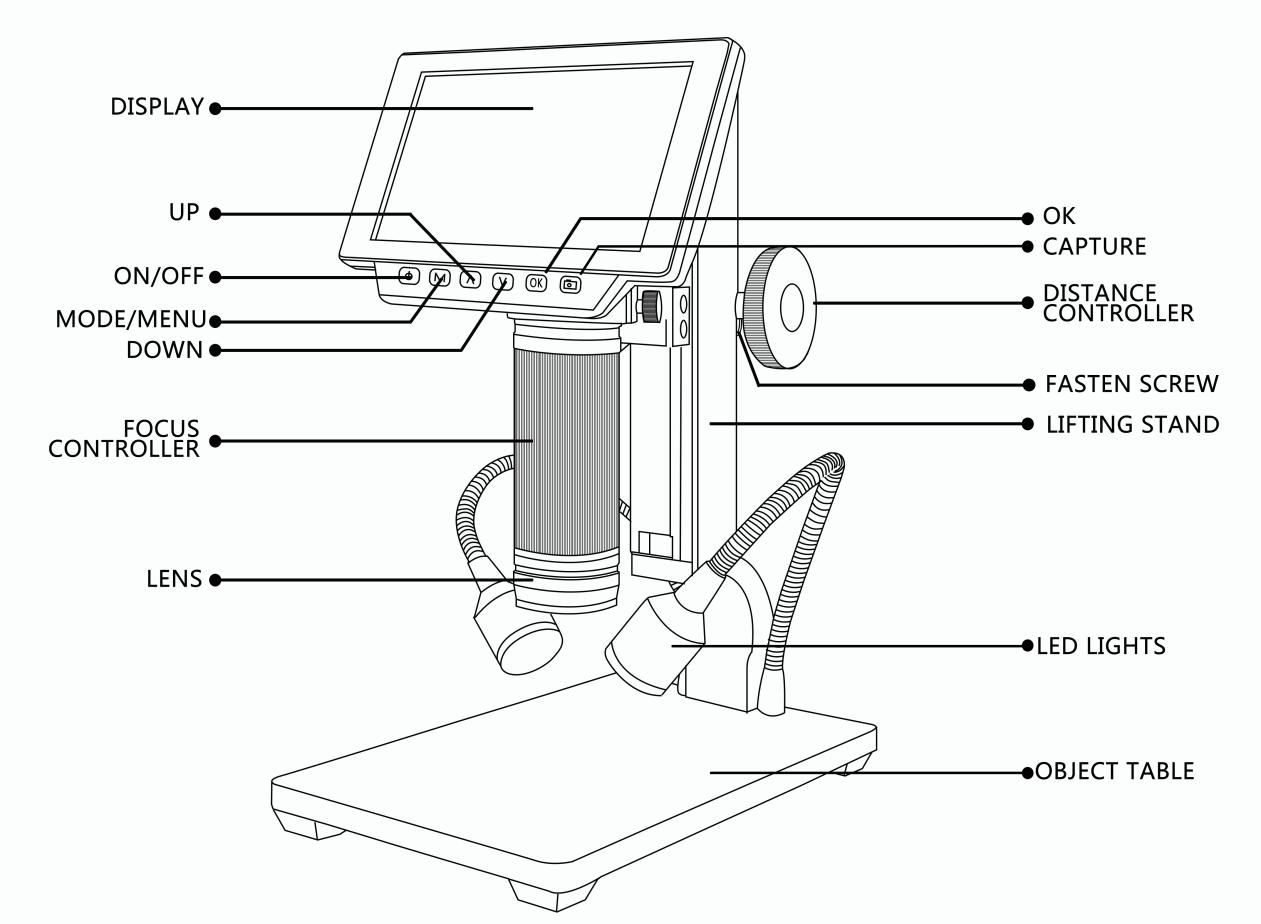 DISPLAY
UP
ON/OFF
MODE/MENU
DOWN
FOCUS
CONTROLLER
LENS
M
OK
OK
CAPTURE
DISTANCE
CONTROLLER
FASTEN SCREW
LIFTING STAND
LED LIGHTS
OBJECT TABLE